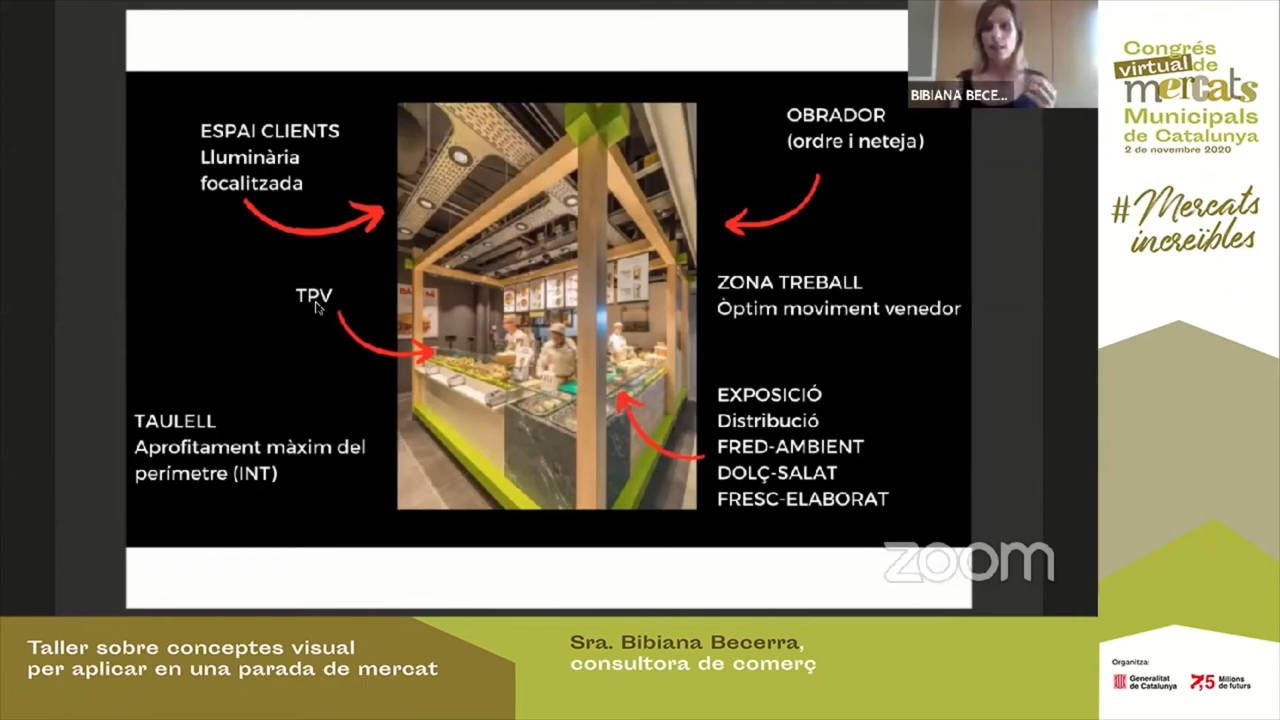 ESPAI CLIENTS
Lluminària
focalitzada
TPV
TAULELL
Aprofitament màxim del
perímetre (INT)
OBRADOR
(ordre i neteja)
ZONA TREBALL
Òptim moviment venedor
EXPOSICIÓ
Distribució
FRED-AMBIENT
DOLÇ-SALAT
FRESC-ELABORAT
BIBIANA BECE...
zoom
Congrés
virtual de
mercats
Municipals
de Catalunya
2 de novembre 2020
#Mercats
increïbles
Taller sobre conceptes visual
per aplicar en una parada de mercat
Sra. Bibiana Becerra,
consultora de comerç
Organitza:
Generalitat
de Catalunya
7,5 Milions
de futurs